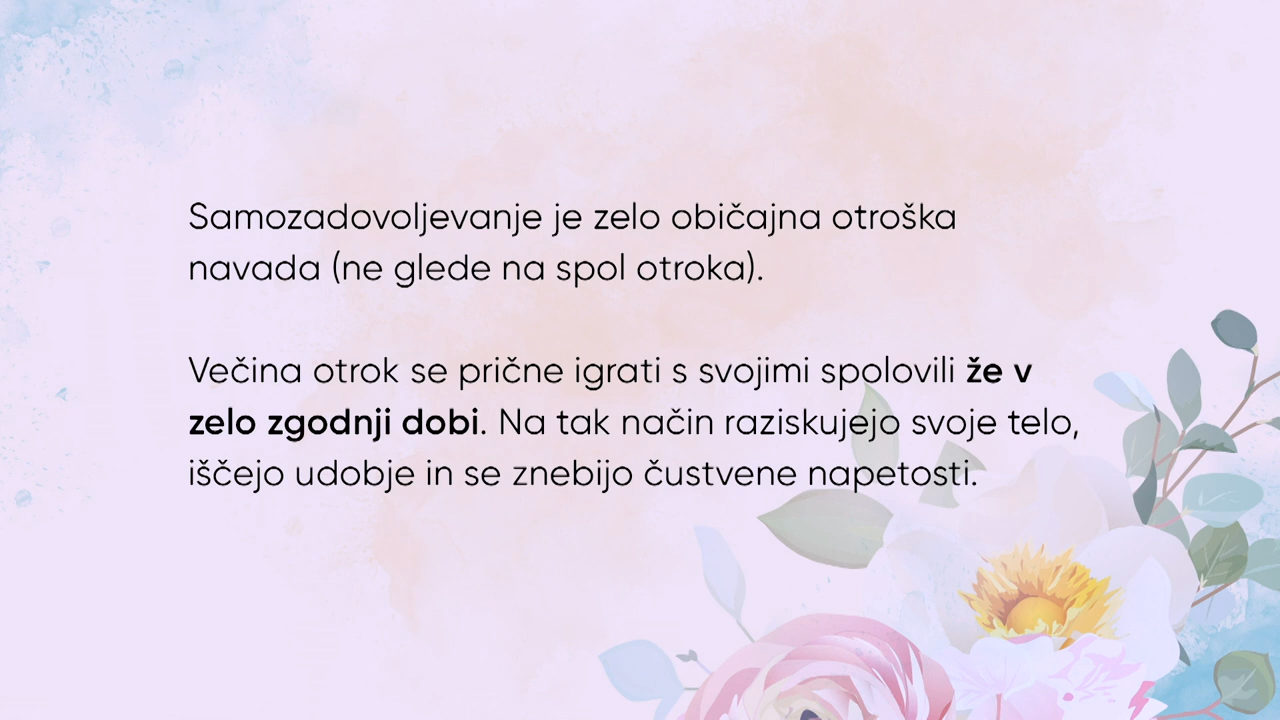 Samozadovoljevanje je zelo običajna otroška
navada (ne glede na spol otroka).
Večina otrok se prične igrati s svojimi spolovili že v
zelo zgodnji dobi. Na tak način raziskujejo svoje telo,
iščejo udobje in se znebijo čustvene napetosti.